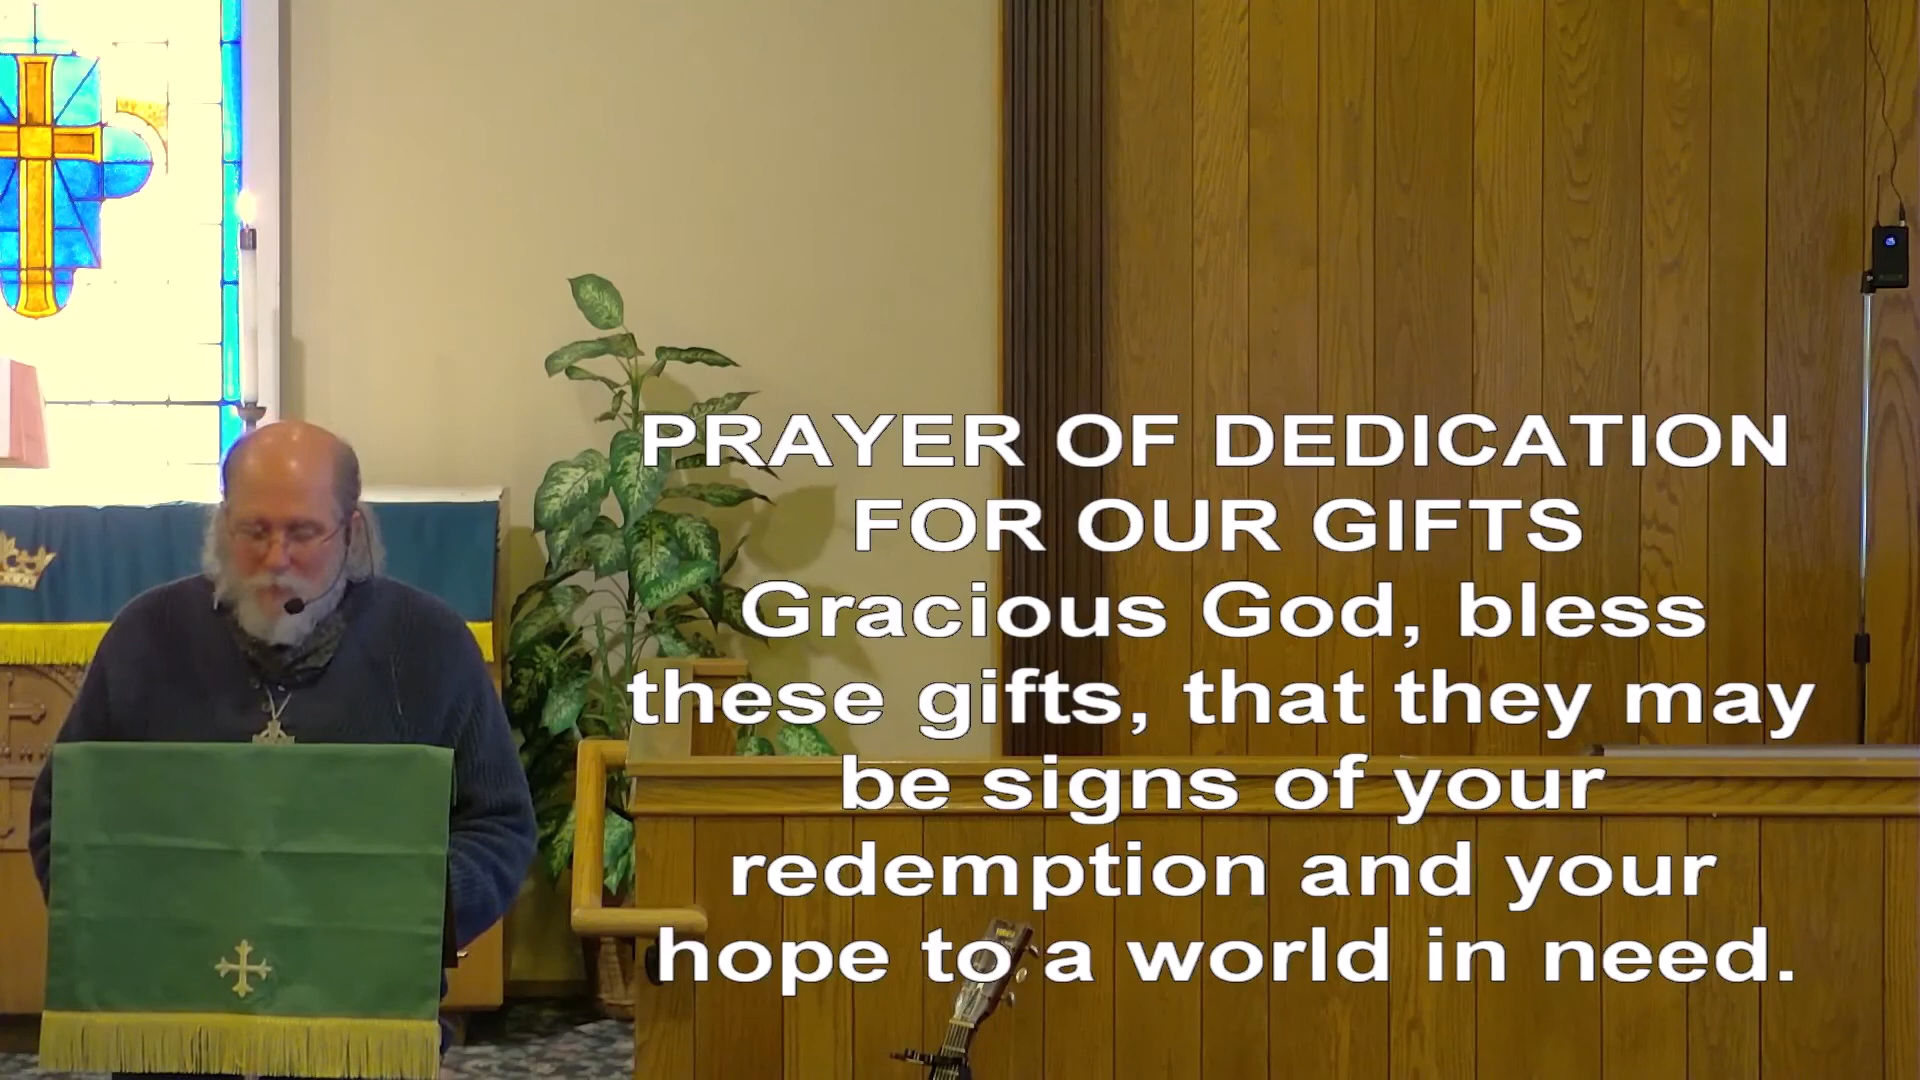 PRAYER OF DEDICATION
FOR OUR GIFTS
Gracious God, bless
these gifts, that they may
be signs of your
redemption and your
hope to a world in need.